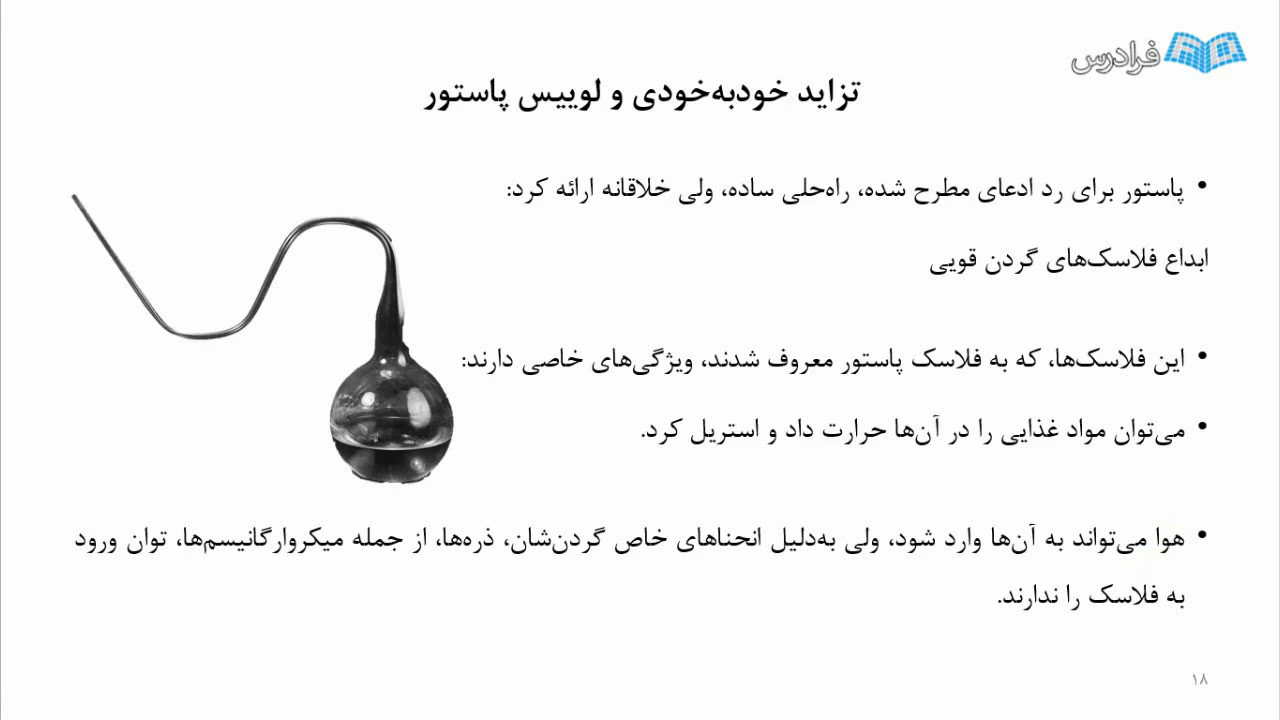 فرادرس
تزاید خودبه‌خودی و لوییس پاستور
• پاستور برای رد ادعای مطرح شده، راه‌حلی ساده، ولی خلاقانه ارائه کرد:
ابداع فلاسک‌های گردن قویی
• این فلاسک‌ها، که به فلاسک پاستور معروف شدند، ویژگی‌های خاصی دارند:
• می‌توان مواد غذایی را در آن‌ها حرارت داد و استریل کرد.
• هوا می‌تواند به آن‌ها وارد شود، ولی به‌دلیل انحناهای خاص گردن‌شان، ذره‌ها، از جمله میکروارگانیسم‌ها، توان ورود
به فلاسک را ندارند.
۱۸